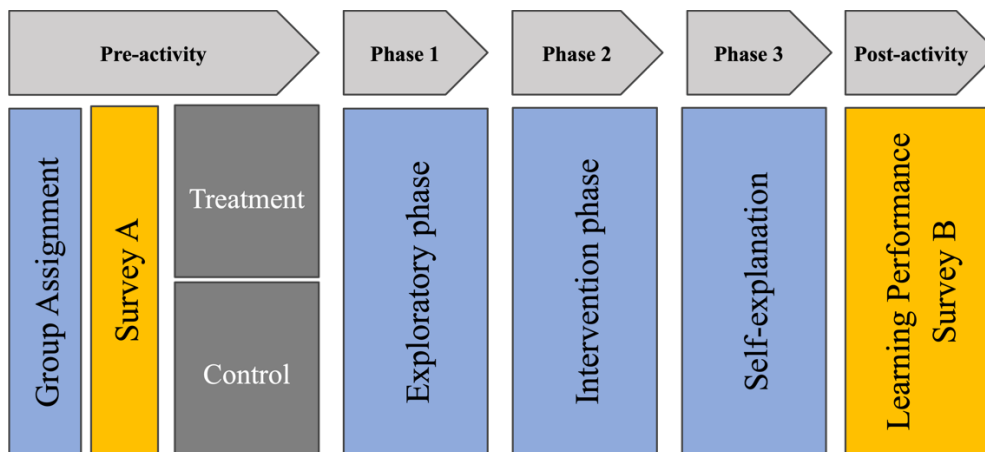 Pre-activity
Phase 1
Phase 2
Phase 3
Post-activity
Group Assignment
Survey A
Treatment
Control
Exploratory phase
Intervention phase
Self-explanation
Learning Performance
Survey B